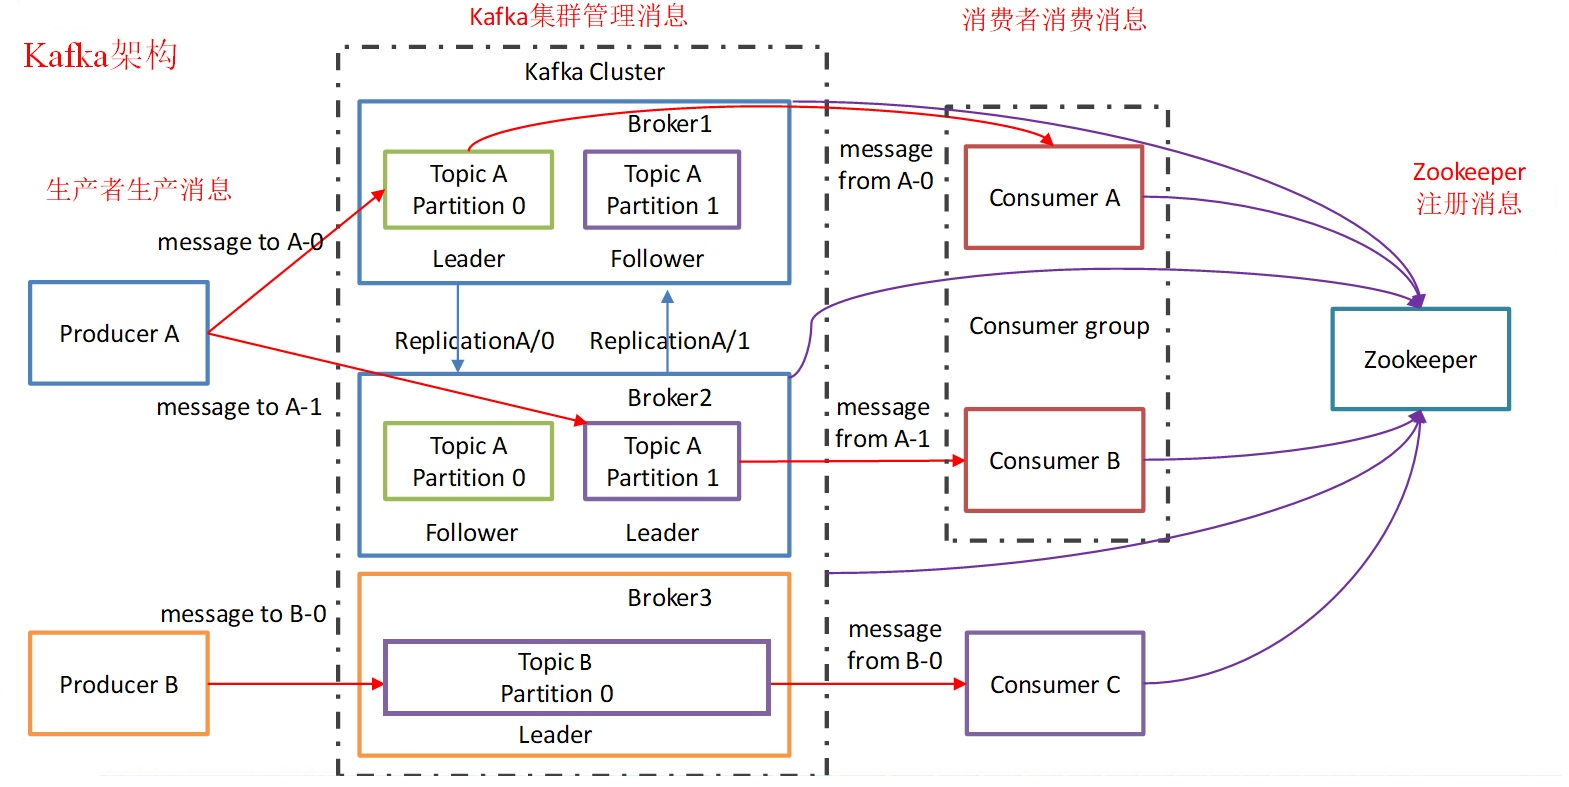 Kafka架构
Kafka集群管理消息
消费者消费消息
Kafka Cluster
生产者生产消息
Zookeeper
注册消息
Broker1
Topic A
Partition 0
Topic A
Partition 1
Leader
Follower
message to A-0
message
from A-0
Consumer A
Producer A
ReplicationA/0
ReplicationA/1
Consumer group
Zookeeper
message to A-1
Broker2
Topic A
Partition 0
Topic A
Partition 1
Follower
Leader
message
from A-1
Consumer B
message to B-0
Broker3
Producer B
Topic B
Partition 0
Leader
message
from B-0
Consumer C